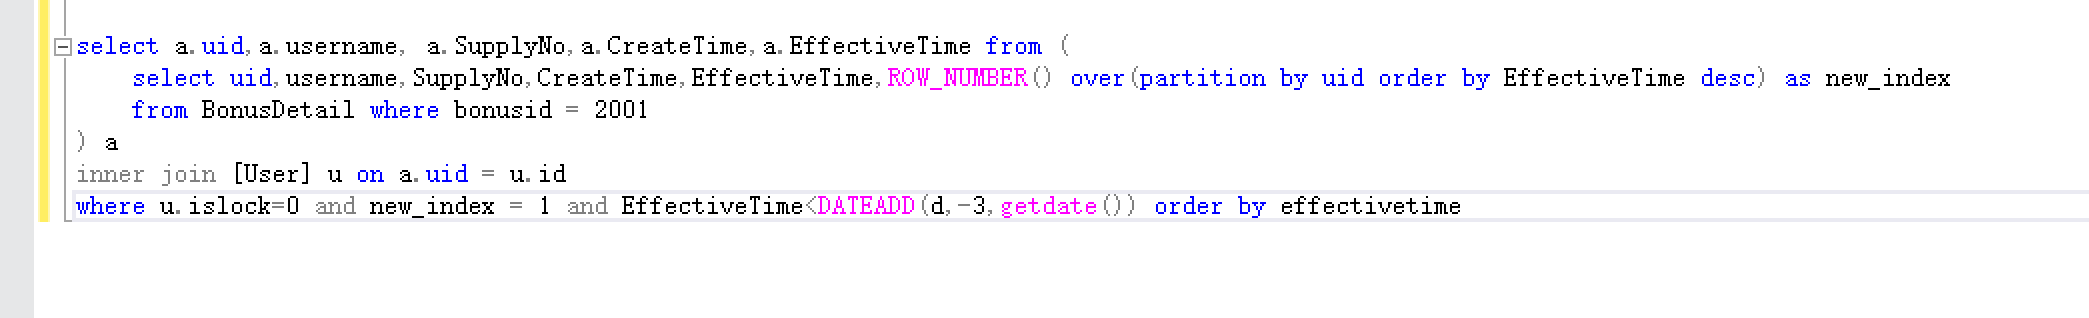 select a.uid,a.username, a.SupplyNo,a.CreateTime,a.EffectiveTime from (
select uid,username,SupplyNo,CreateTime,EffectiveTime,ROW_NUMBER() over(partition by uid order by EffectiveTime desc) as new_index
from BonusDetail where bonusid = 2001
) a
inner join [User] u on a.uid = u.id
where u.islock=0 and new_index = 1 and EffectiveTime<DATEADD(d,-3,getdate()) order by effectivetime